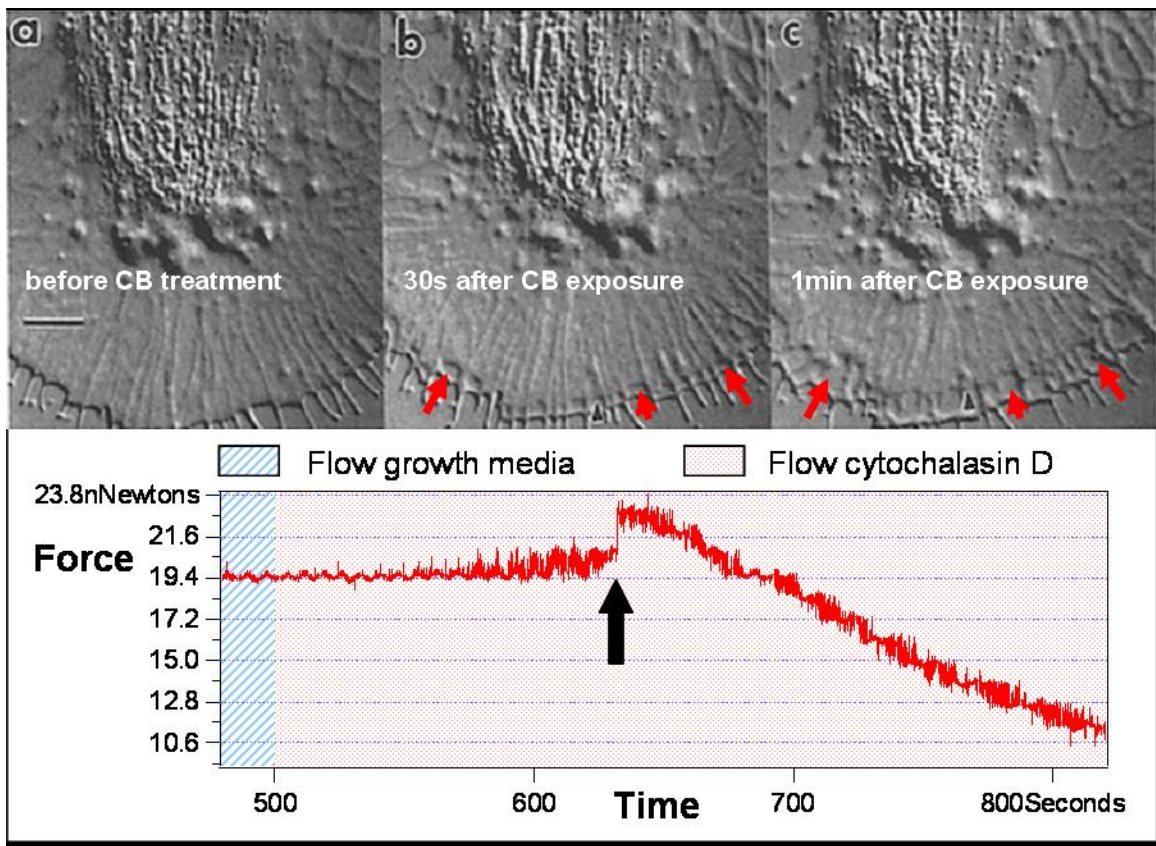 a
b
c
before CB treatment
30s after CB exposure
1min after CB exposure
Flow growth media
Flow cytochalasin D
23.8nNewtons
21.6
Force
19.4
17.2
15.0
12.8
10.6
500
600
Time
700
800Seconds